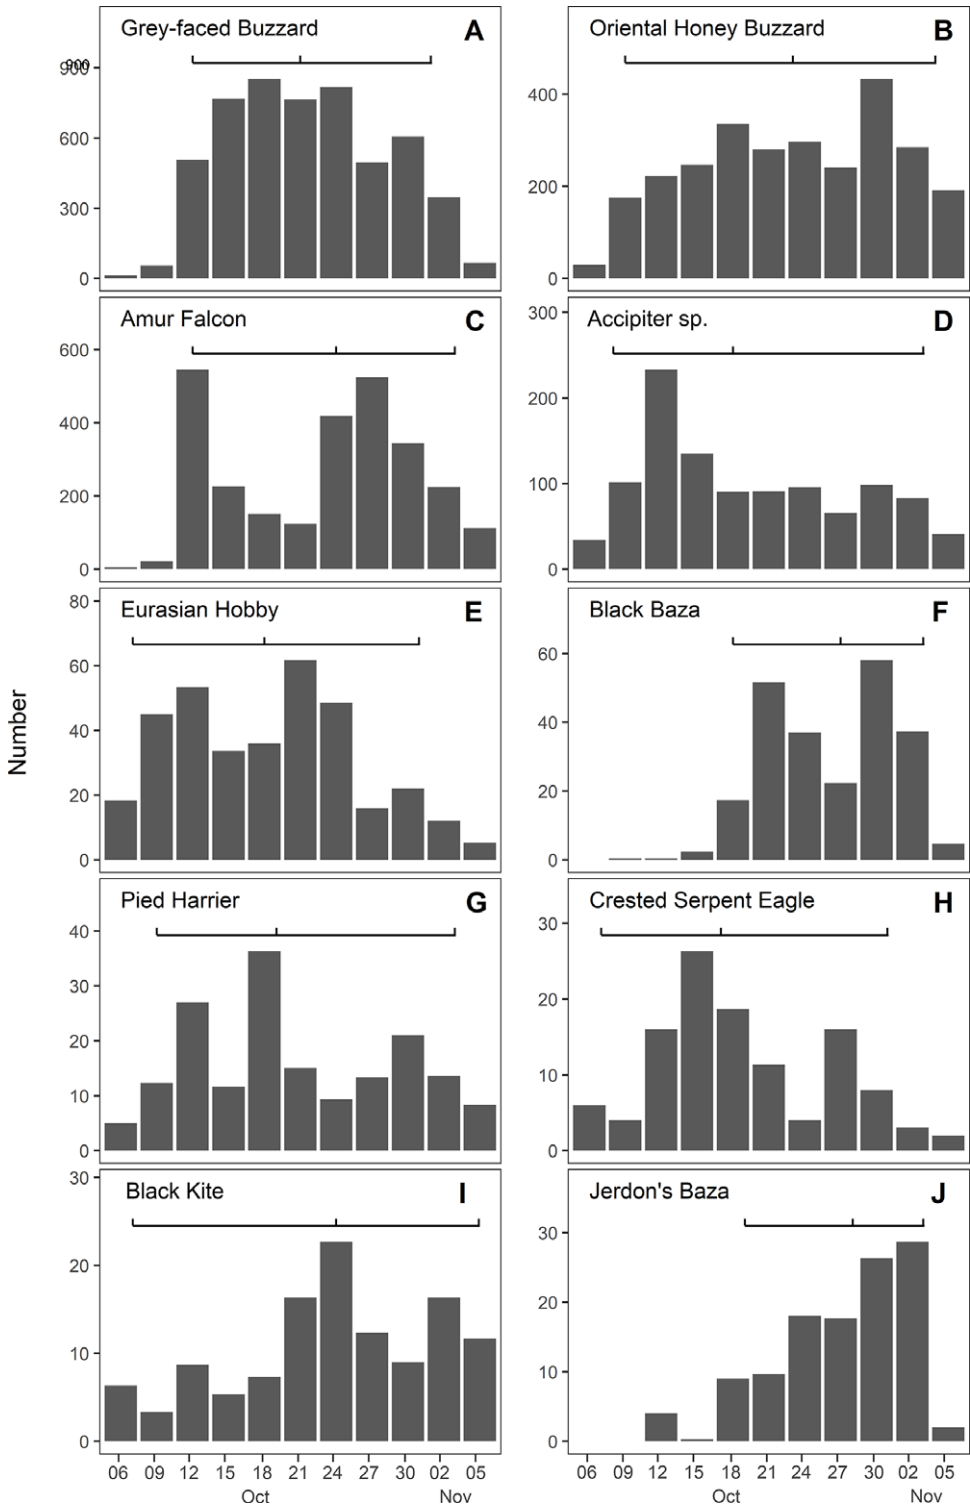 Grey-faced Buzzard A
900
600
300
0
Oriental Honey Buzzard B
400
200
0
Amur Falcon C
600
400
200
0
Accipiter sp. D
300
200
100
0
Eurasian Hobby E
80
60
40
20
0
Black Baza F
60
40
20
0
Number
Pied Harrier G
40
30
20
10
0
Crested Serpent Eagle H
30
20
10
0
Black Kite I
30
20
10
0
Jerdon's Baza J
30
20
10
0
06 09 12 15 18 21 24 27 30 02 05
Oct Nov
06 09 12 15 18 21 24 27 30 02 05
Oct Nov